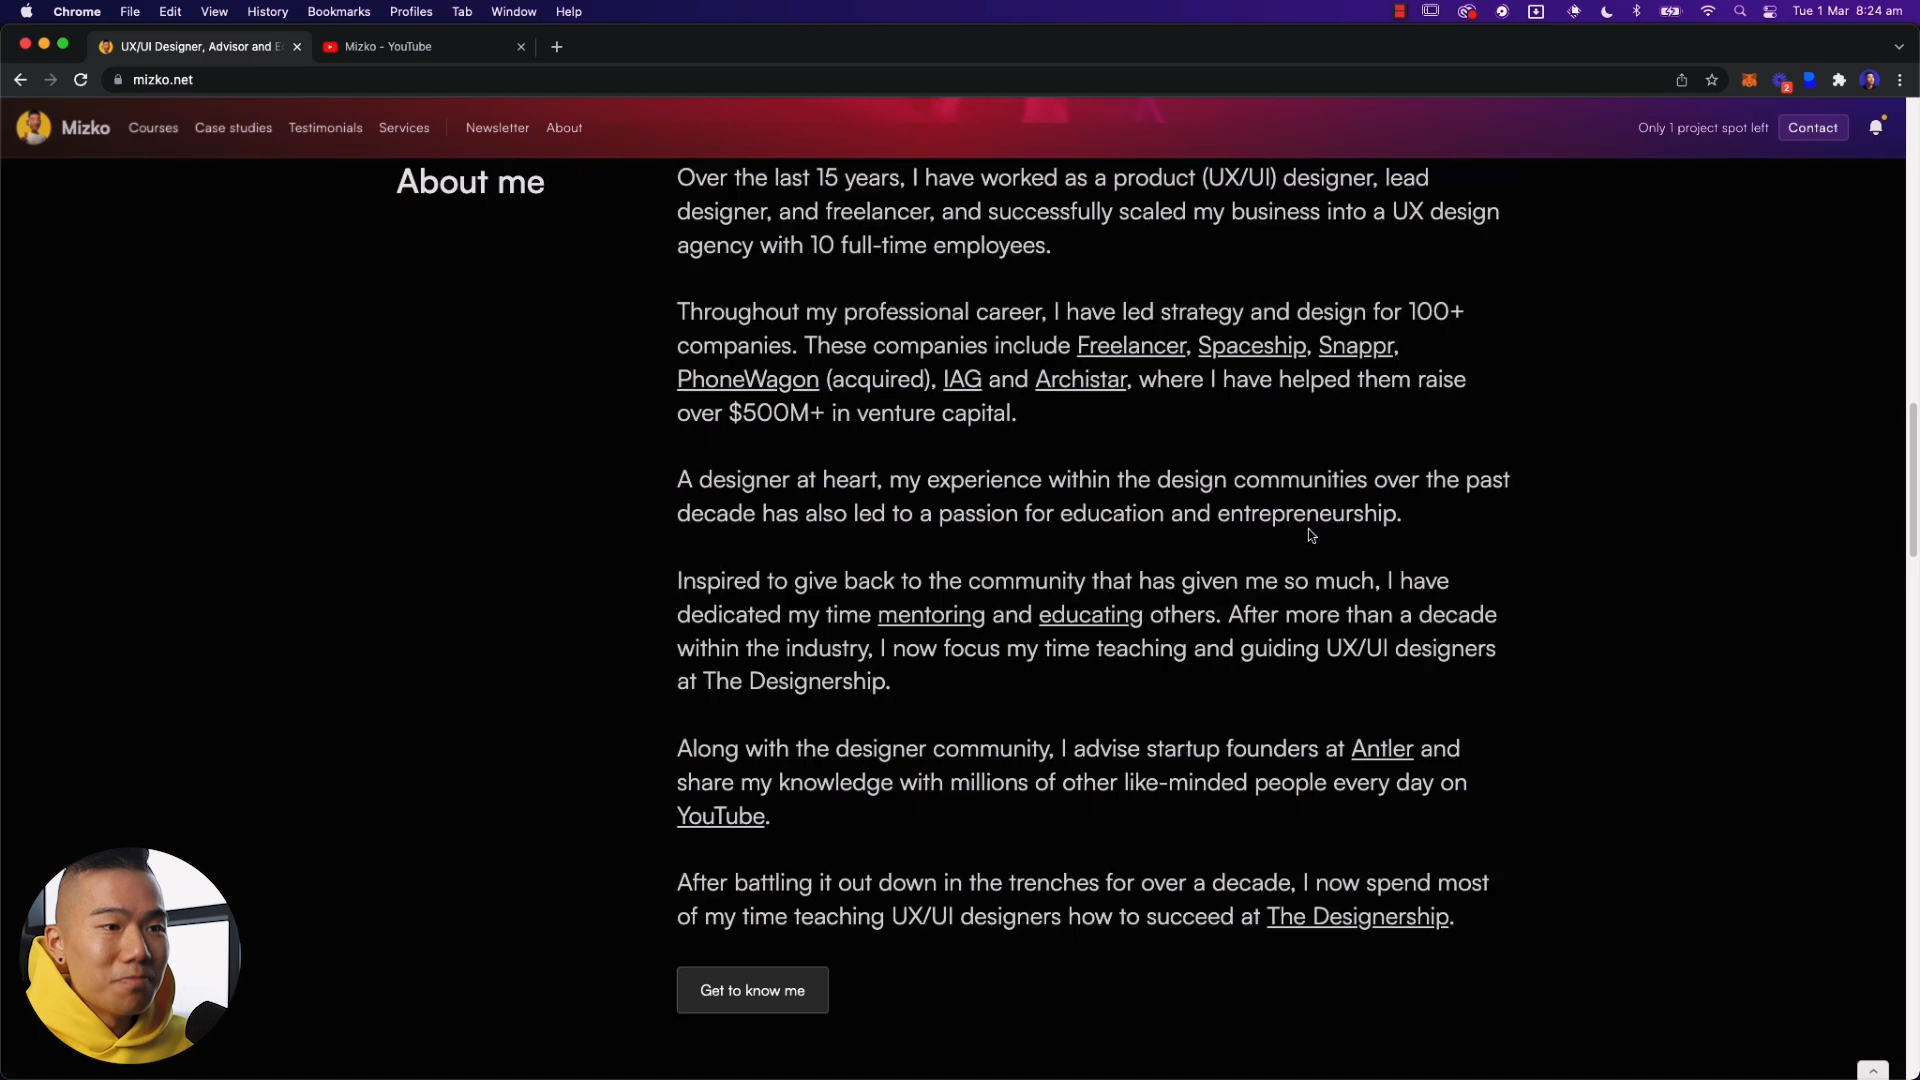 Chrome File Edit View History Bookmarks Profiles Tab Window Help
Tue 1 Mar 8:24 am
UX/UI Designer, Advisor and E
Mizko - YouTube
mizko.net
2
Mizko Courses Case studies Testimonials Services Newsletter About
Only 1 project spot left Contact
About me
Over the last 15 years, I have worked as a product (UX/UI) designer, lead
designer, and freelancer, and successfully scaled my business into a UX design
agency with 10 full-time employees.
Throughout my professional career, I have led strategy and design for 100+
companies. These companies include Freelancer, Spaceship, Snappr,
PhoneWagon (acquired), IAG and Archistar, where I have helped them raise
over $500M+ in venture capital.
A designer at heart, my experience within the design communities over the past
decade has also led to a passion for education and entrepreneurship.
Inspired to give back to the community that has given me so much, I have
dedicated my time mentoring and educating others. After more than a decade
within the industry, I now focus my time teaching and guiding UX/UI designers
at The Designership.
Along with the designer community, I advise startup founders at Antler and
share my knowledge with millions of other like-minded people every day on
YouTube.
After battling it out down in the trenches for over a decade, I now spend most
of my time teaching UX/UI designers how to succeed at The Designership.
Get to know me